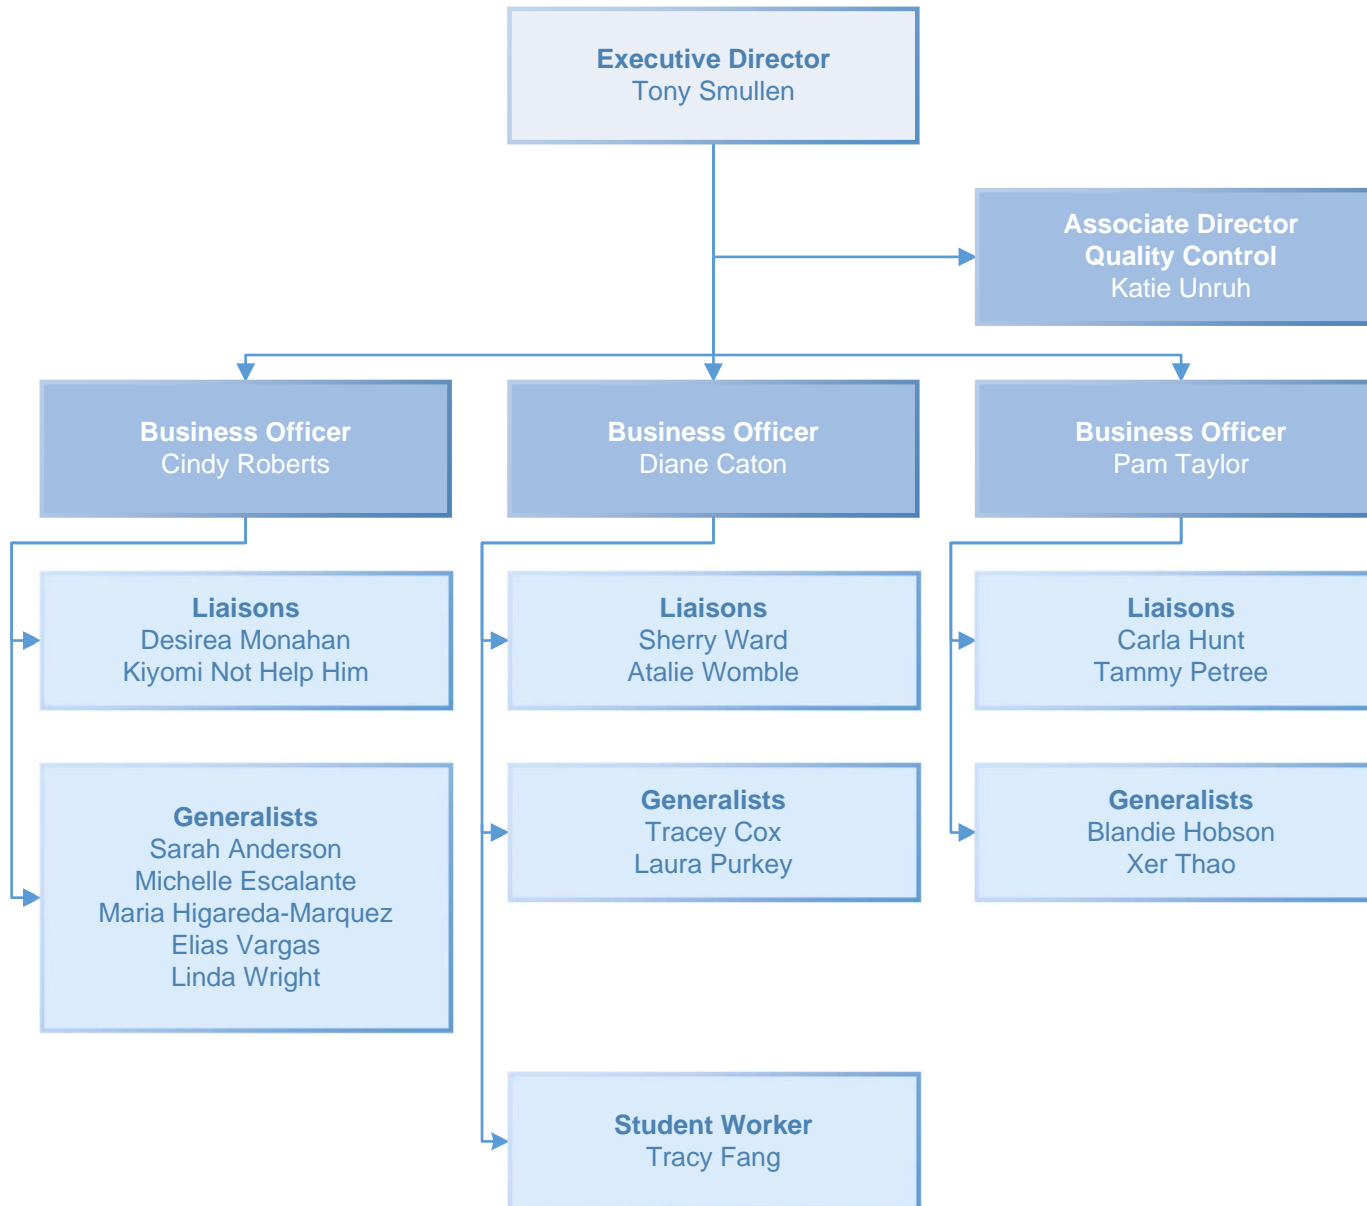 Executive Director
Tony Smullen
Associate Director
Quality Control
Katie Unruh
Business Officer
Cindy Roberts
Business Officer
Diane Caton
Business Officer
Pam Taylor
Liaisons
Desirea Monahan
Kiyomi Not Help Him
Liaisons
Sherry Ward
Atalie Womble
Liaisons
Carla Hunt
Tammy Petree
Generalists
Sarah Anderson
Michelle Escalante
Maria Higareda-Marquez
Elias Vargas
Linda Wright
Generalists
Tracey Cox
Laura Purkey
Generalists
Blandie Hobson
Xer Thao
Student Worker
Tracy Fang